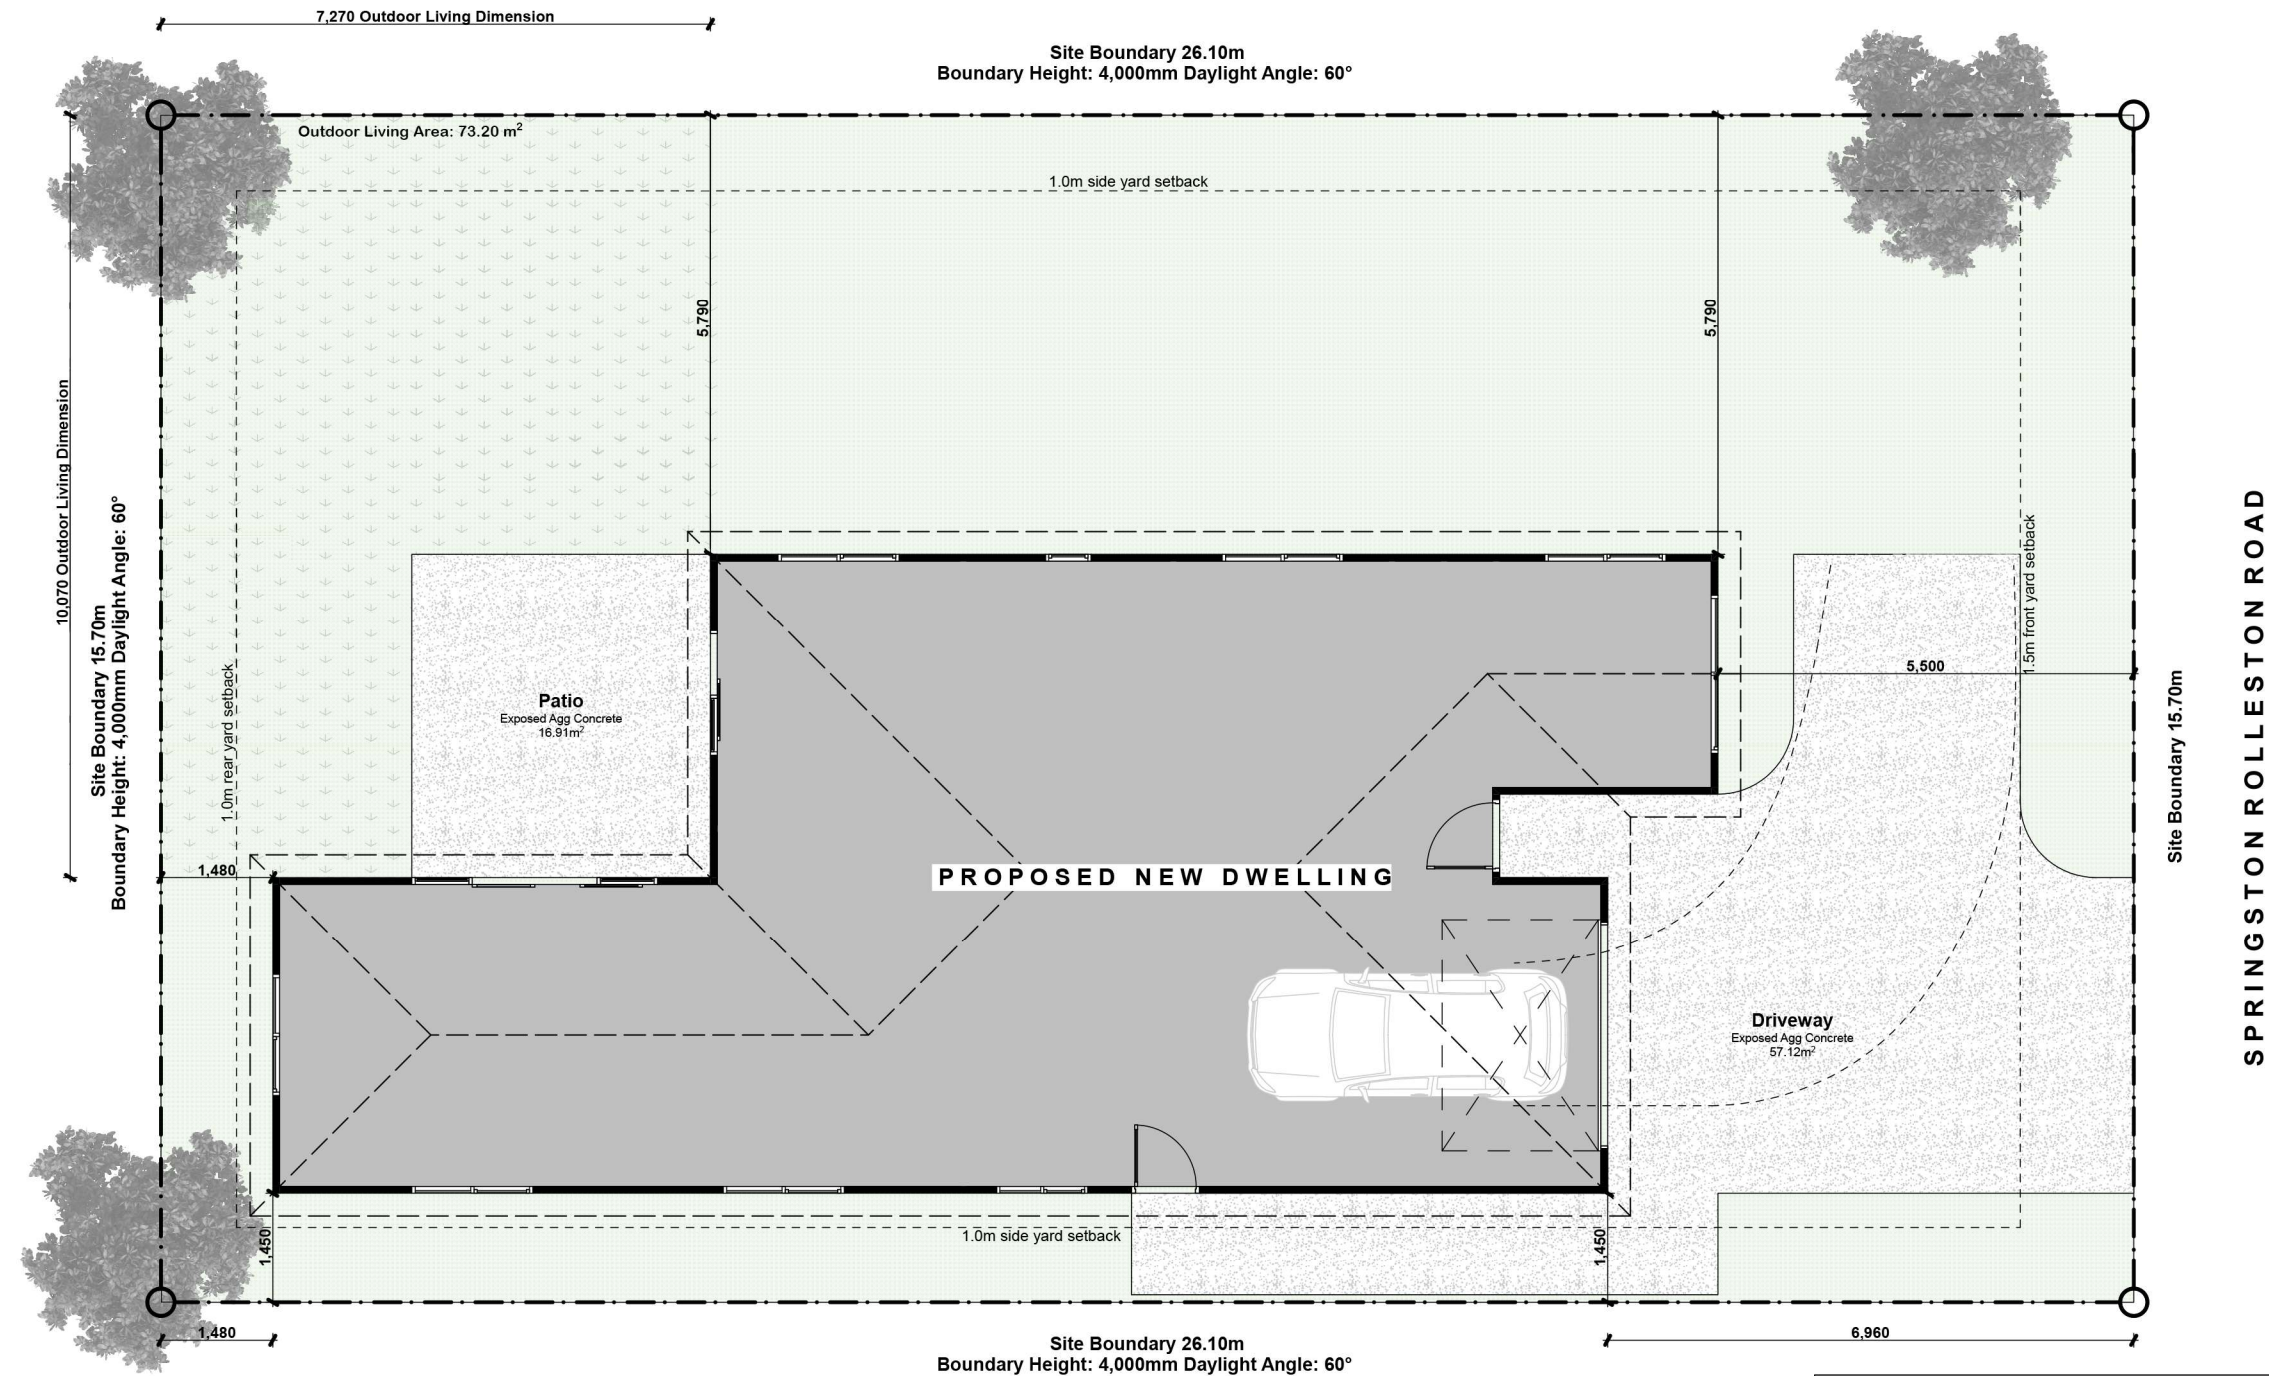 7,270 Outdoor Living Dimension
Site Boundary 26.10m
Boundary Height: 4,000mm Daylight Angle: 60°
Outdoor Living Area: 73.20 m²
1.0m side yard setback
5,790
5,790
10,070 Outdoor Living Dimension
Site Boundary 15.70m
Boundary Height: 4,000mm Daylight Angle: 60°
1.0m rear yard setback
Patio
Exposed Agg Concrete
16.91m²
5,500
1.5m front yard setback
Site Boundary 15.70m
SPRINGSTON ROLLESTON ROAD
1,480
PROPOSED NEW DWELLING
Driveway
Exposed Agg Concrete
57.12m²
1.0m side yard setback
1,450
1,450
1,480
6,960
Site Boundary 26.10m
Boundary Height: 4,000mm Daylight Angle: 60°